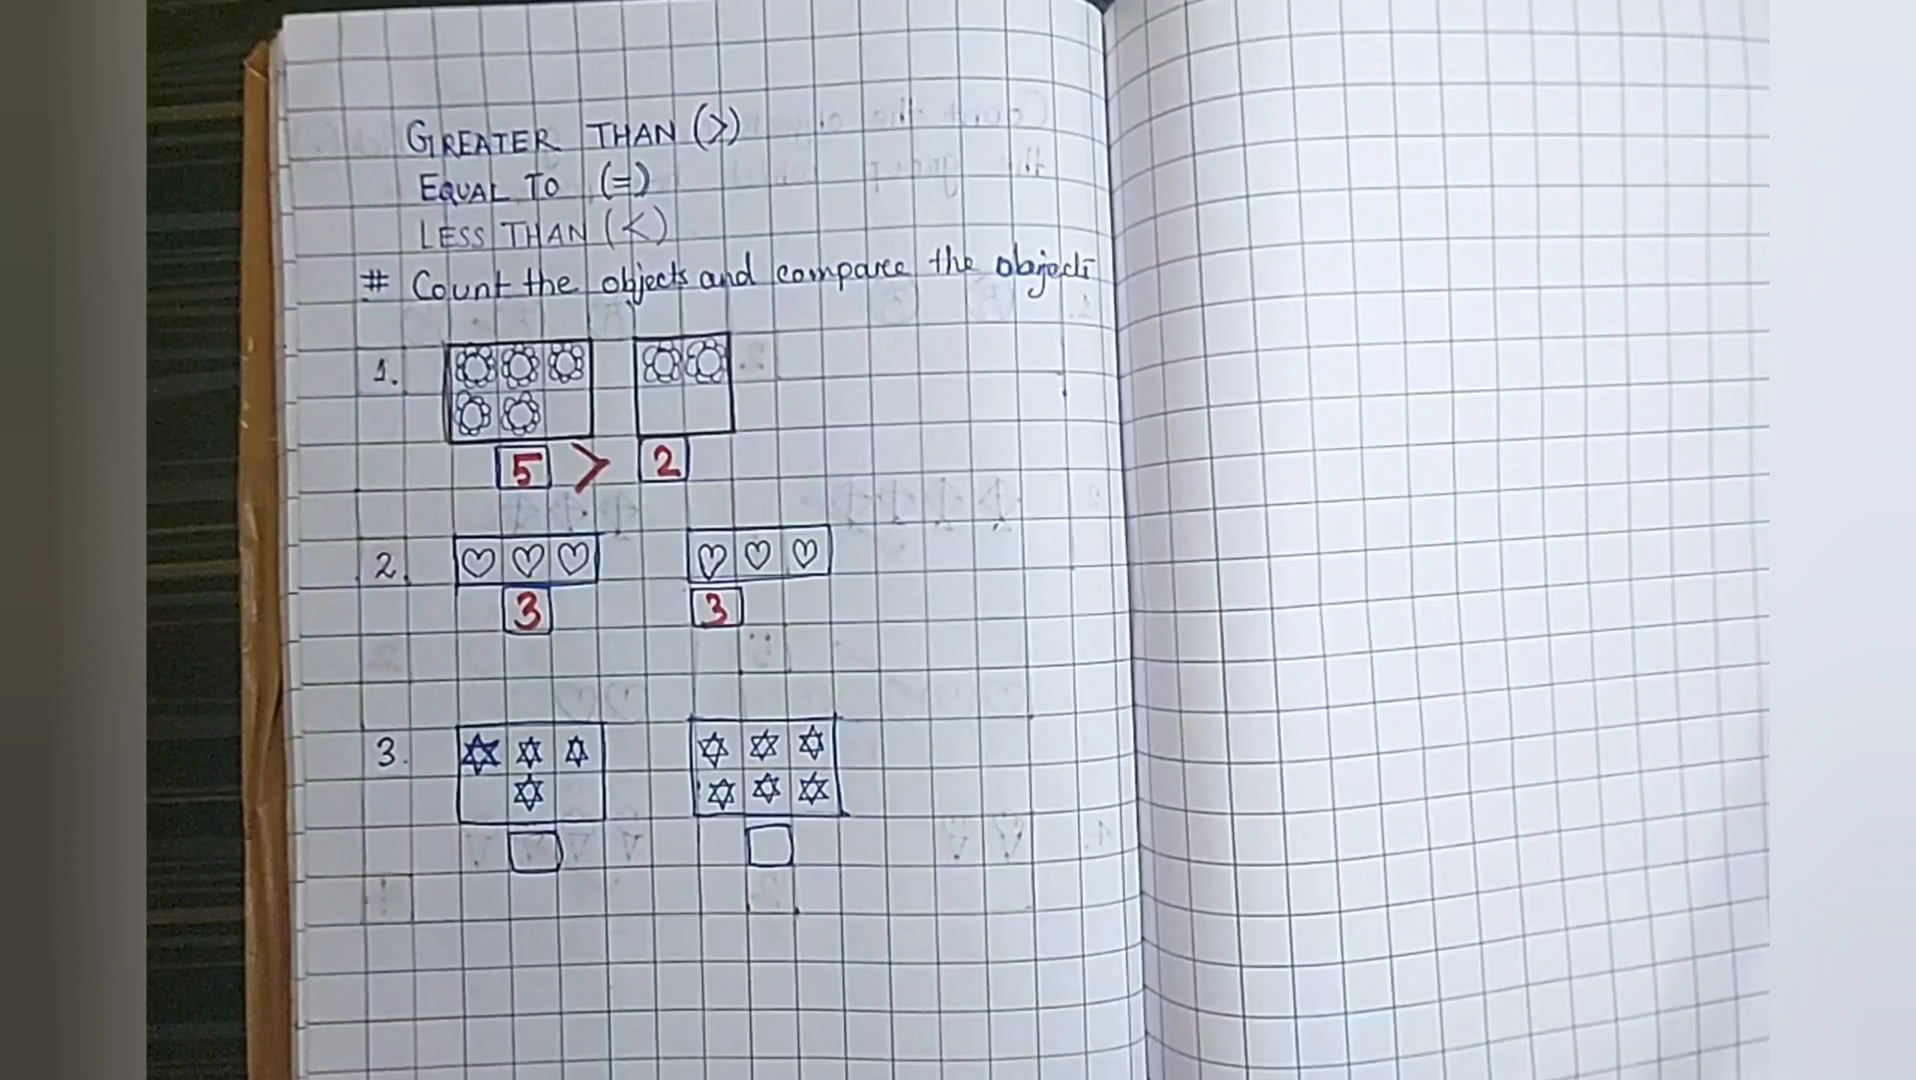 GREATER THAN (>)
EQUAL TO (=)
LESS THAN (<)
# Count the objects and compare the objects
1.
5 > 2
2.
3 3
3.